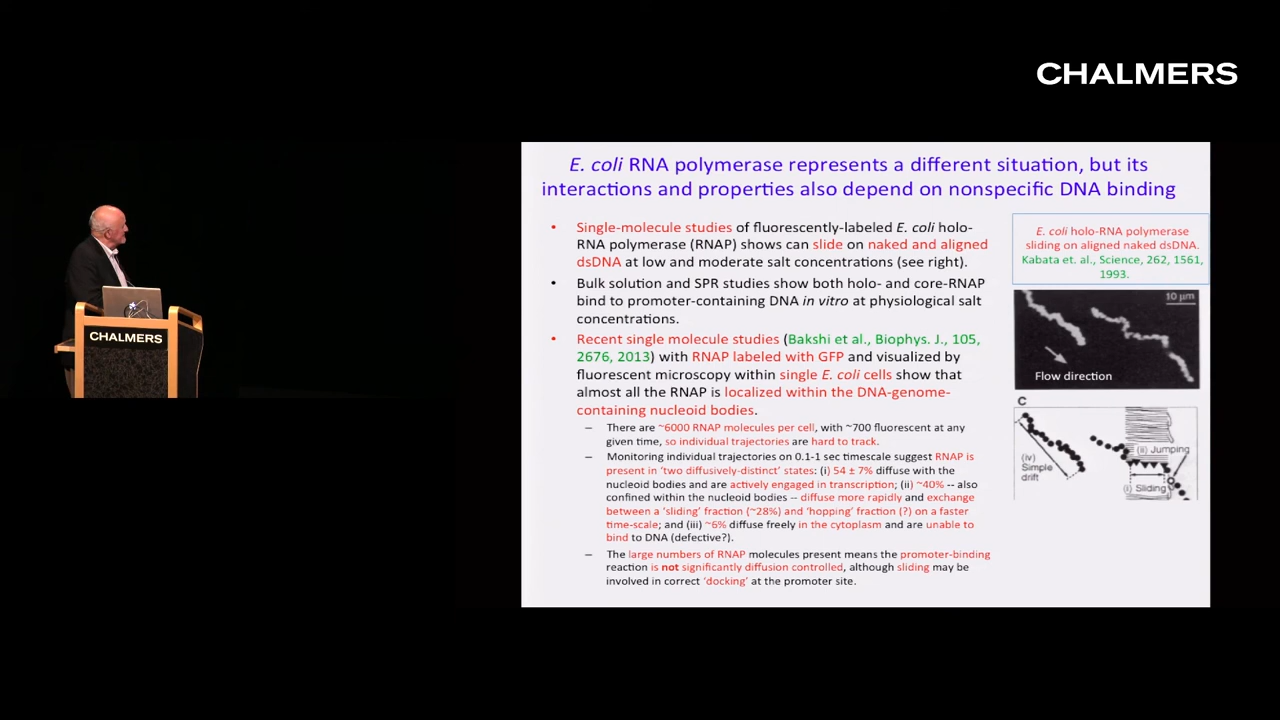 CHALMERS
CHALMERS
E. coli RNA polymerase represents a different situation, but its
interactions and properties also depend on nonspecific DNA binding
• Single-molecule studies of fluorescently-labeled E. coli holo-
RNA polymerase (RNAP) shows can slide on naked and aligned
dsDNA at low and moderate salt concentrations (see right).
• Bulk solution and SPR studies show both holo- and core-RNAP
bind to promoter-containing DNA in vitro at physiological salt
concentrations.
• Recent single molecule studies (Bakshi et al., Biophys. J., 105,
2676, 2013) with RNAP labeled with GFP and visualized by
fluorescent microscopy within single E. coli cells show that
almost all the RNAP is localized within the DNA-genome-
containing nucleoid bodies.
– There are ~6000 RNAP molecules per cell, with ~700 fluorescent at any
given time, so individual trajectories are hard to track.
– Monitoring individual trajectories on 0.1-1 sec timescale suggest RNAP is
present in ‘two diffusively-distinct’ states: (i) 54 ± 7% diffuse with the
nucleoid bodies and are actively engaged in transcription; (ii) ~40% -- also
confined within the nucleoid bodies -- diffuse more rapidly and exchange
between a ‘sliding’ fraction (~28%) and ‘hopping’ fraction (?) on a faster
time-scale; and (iii) ~6% diffuse freely in the cytoplasm and are unable to
bind to DNA (defective?).
– The large numbers of RNAP molecules present means the promoter-binding
reaction is not significantly diffusion controlled, although sliding may be
involved in correct ‘docking’ at the promoter site.
E. coli holo-RNA polymerase
sliding on aligned naked dsDNA.
Kabata et. al., Science, 262, 1561,
1993.
10 µm
Flow direction
C
(ii) Jumping
(iv)
Simple
drift
(i) Sliding